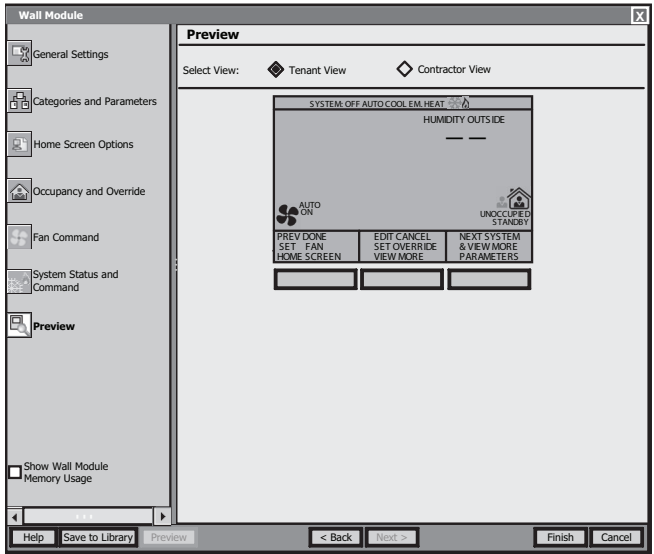 Wall Module
X
General Settings
Categories and Parameters
Home Screen Options
Occupancy and Override
Fan Command
System Status and
Command
Preview
Show Wall Module
Memory Usage
Preview
Select View:
Tenant View
Contractor View
SYSTEM: OFF AUTO COOL EM. HEAT
HUMIDITY OUTSIDE
AUTO
ON
UNOCCUPIED
STANDBY
PREV DONE
SET FAN
HOME SCREEN
EDIT CANCEL
SET OVERRIDE
VIEW MORE
NEXT SYSTEM
& VIEW MORE
PARAMETERS
Help
Save to Library
Preview
< Back
Next >
Finish
Cancel